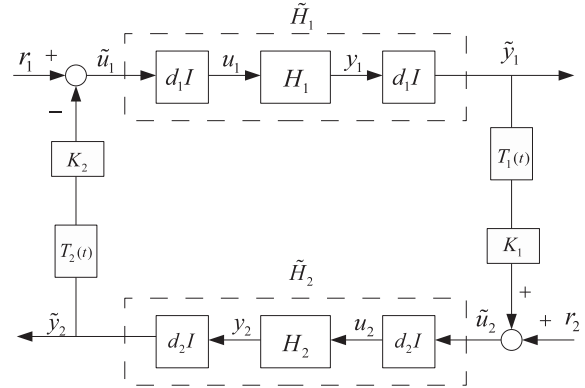 H̃₁
r₁ + ũ₁ d₁I u₁ H₁ y₁ d₁I ỹ₁
−
K₂ T₁(t)
T₂(t) K₁
H̃₂ +
ỹ₂ d₂I y₂ H₂ u₂ d₂I ũ₂ + r₂